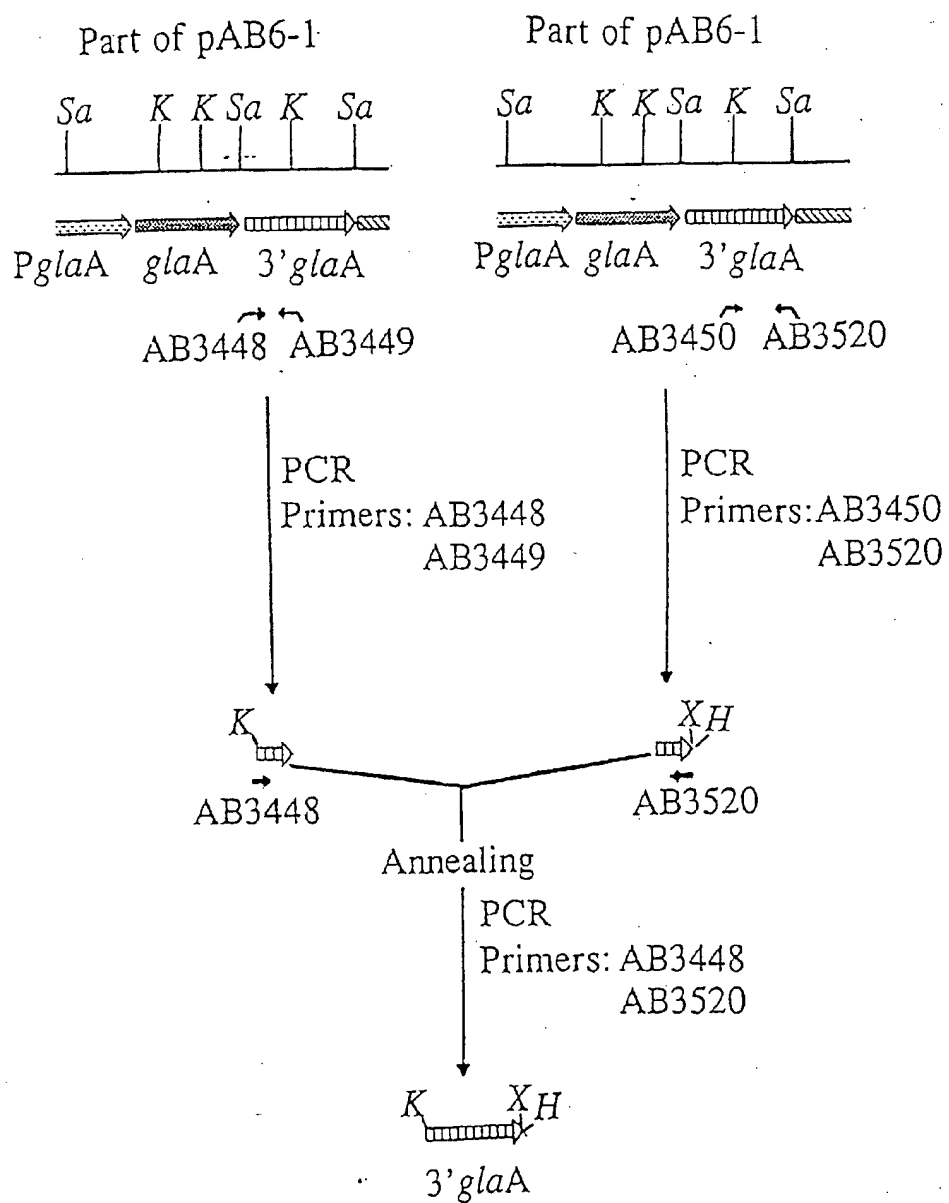 Part of pAB6-1 Part of pAB6-1
Sa K K Sa K Sa Sa K K Sa K Sa
PglaA glaA 3'glaA PglaA glaA 3'glaA
AB3448 AB3449 AB3450 AB3520
PCR PCR
Primers: AB3448 Primers: AB3450
AB3449 AB3520
K X H
AB3448 AB3520
Annealing
PCR
Primers: AB3448
AB3520
K X H
3'glaA